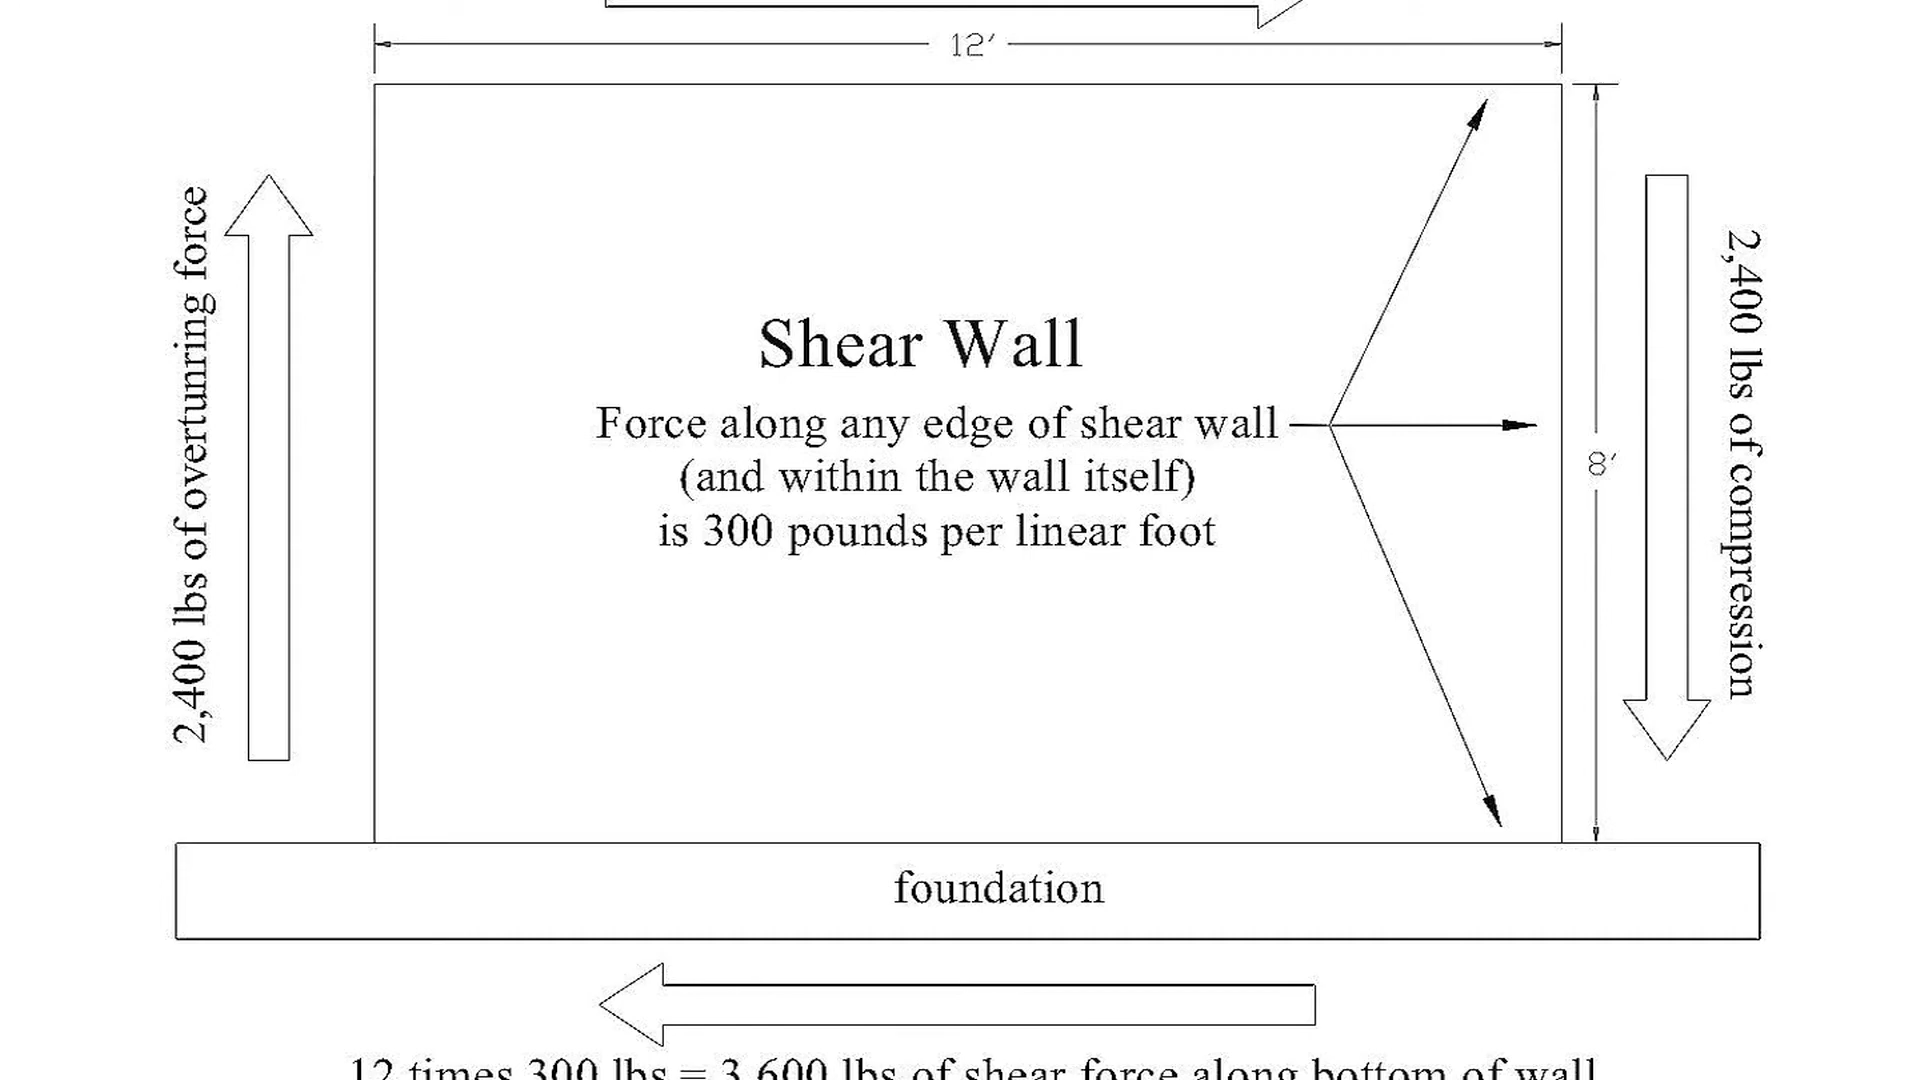 12′
2,400 lbs of overtunring force
Shear Wall
Force along any edge of shear wall
(and within the wall itself)
is 300 pounds per linear foot
8′
2,400 lbs of compression
foundation
12 times 300 lbs = 3,600 lbs of shear force along bottom of wall